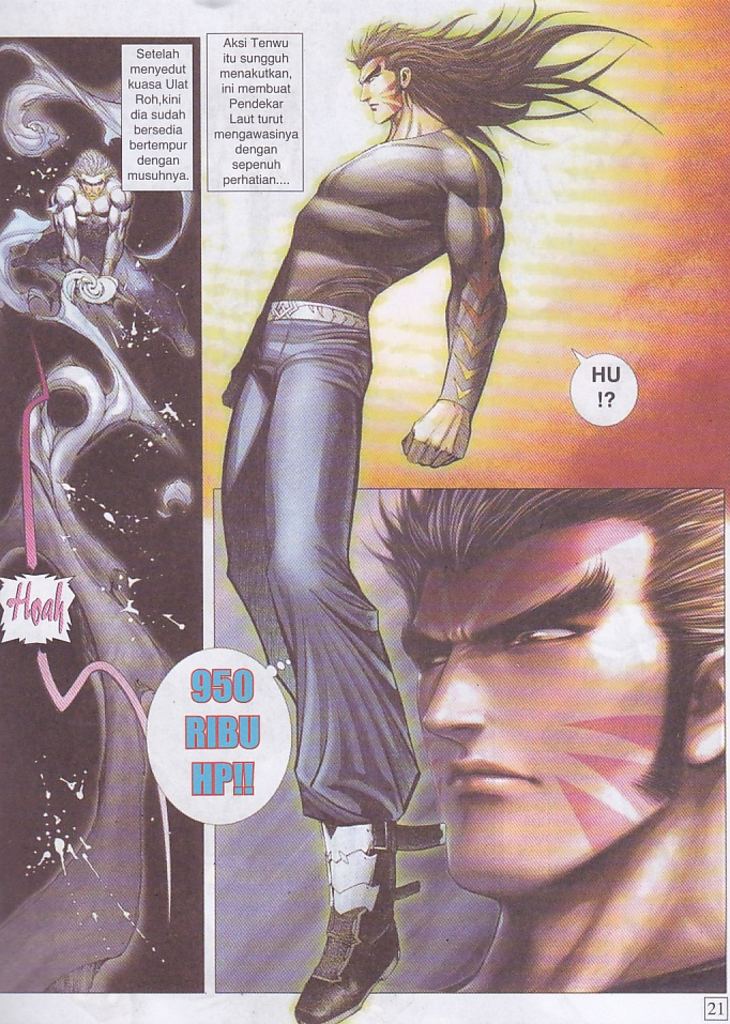 Setelah
menyedut
kuasa Ulat
Roh,kini
dia sudah
bersedia
bertempur
dengan
musuhnya.
Aksi Tenwu
itu sungguh
menakutkan,
ini membuat
Pendekar
Laut turut
mengawasinya
dengan
sepenuh
perhatian....
HU
!?
Hoah
950
RIBU
HP!!
21